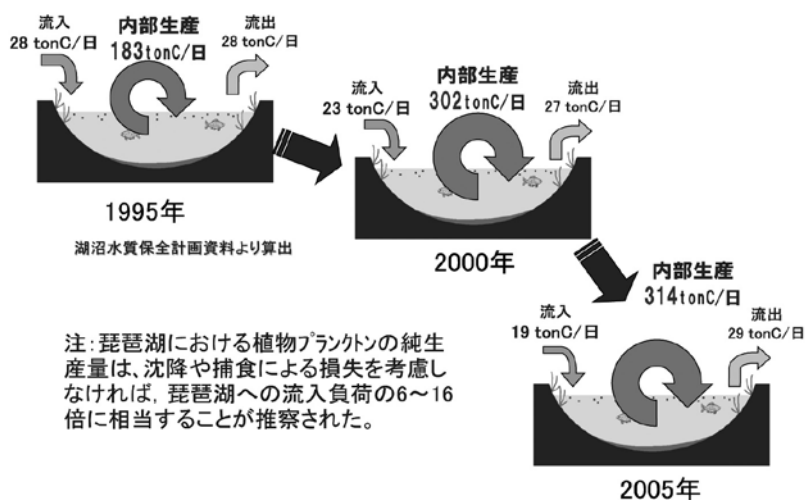 流入
28 tonC/日
内部生産
183tonC/日
流出
28 tonC/日
1995年
湖沼水質保全計画資料より算出
流入
23 tonC/日
内部生産
302tonC/日
流出
27 tonC/日
2000年
内部生産
314tonC/日
流入
19 tonC/日
流出
29 tonC/日
2005年
注:琵琶湖における植物プランクトンの純生
産量は、沈降や捕食による損失を考慮し
なければ, 琵琶湖への流入負荷の6~16
倍に相当することが推察された。